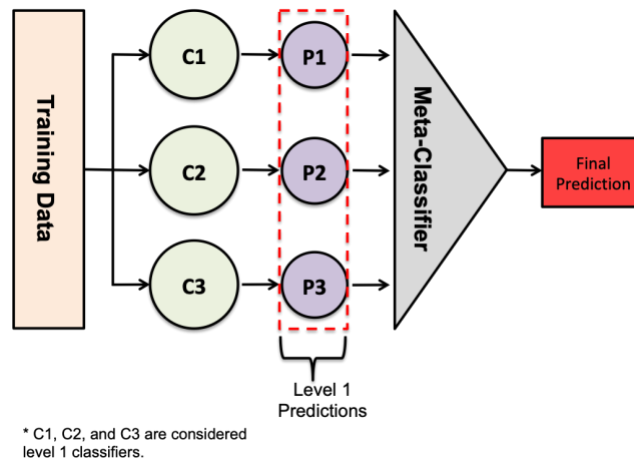 Training Data
C1
P1
C2
P2
C3
P3
Meta-Classifier
Final
Prediction
Level 1
Predictions
* C1, C2, and C3 are considered
level 1 classifiers.